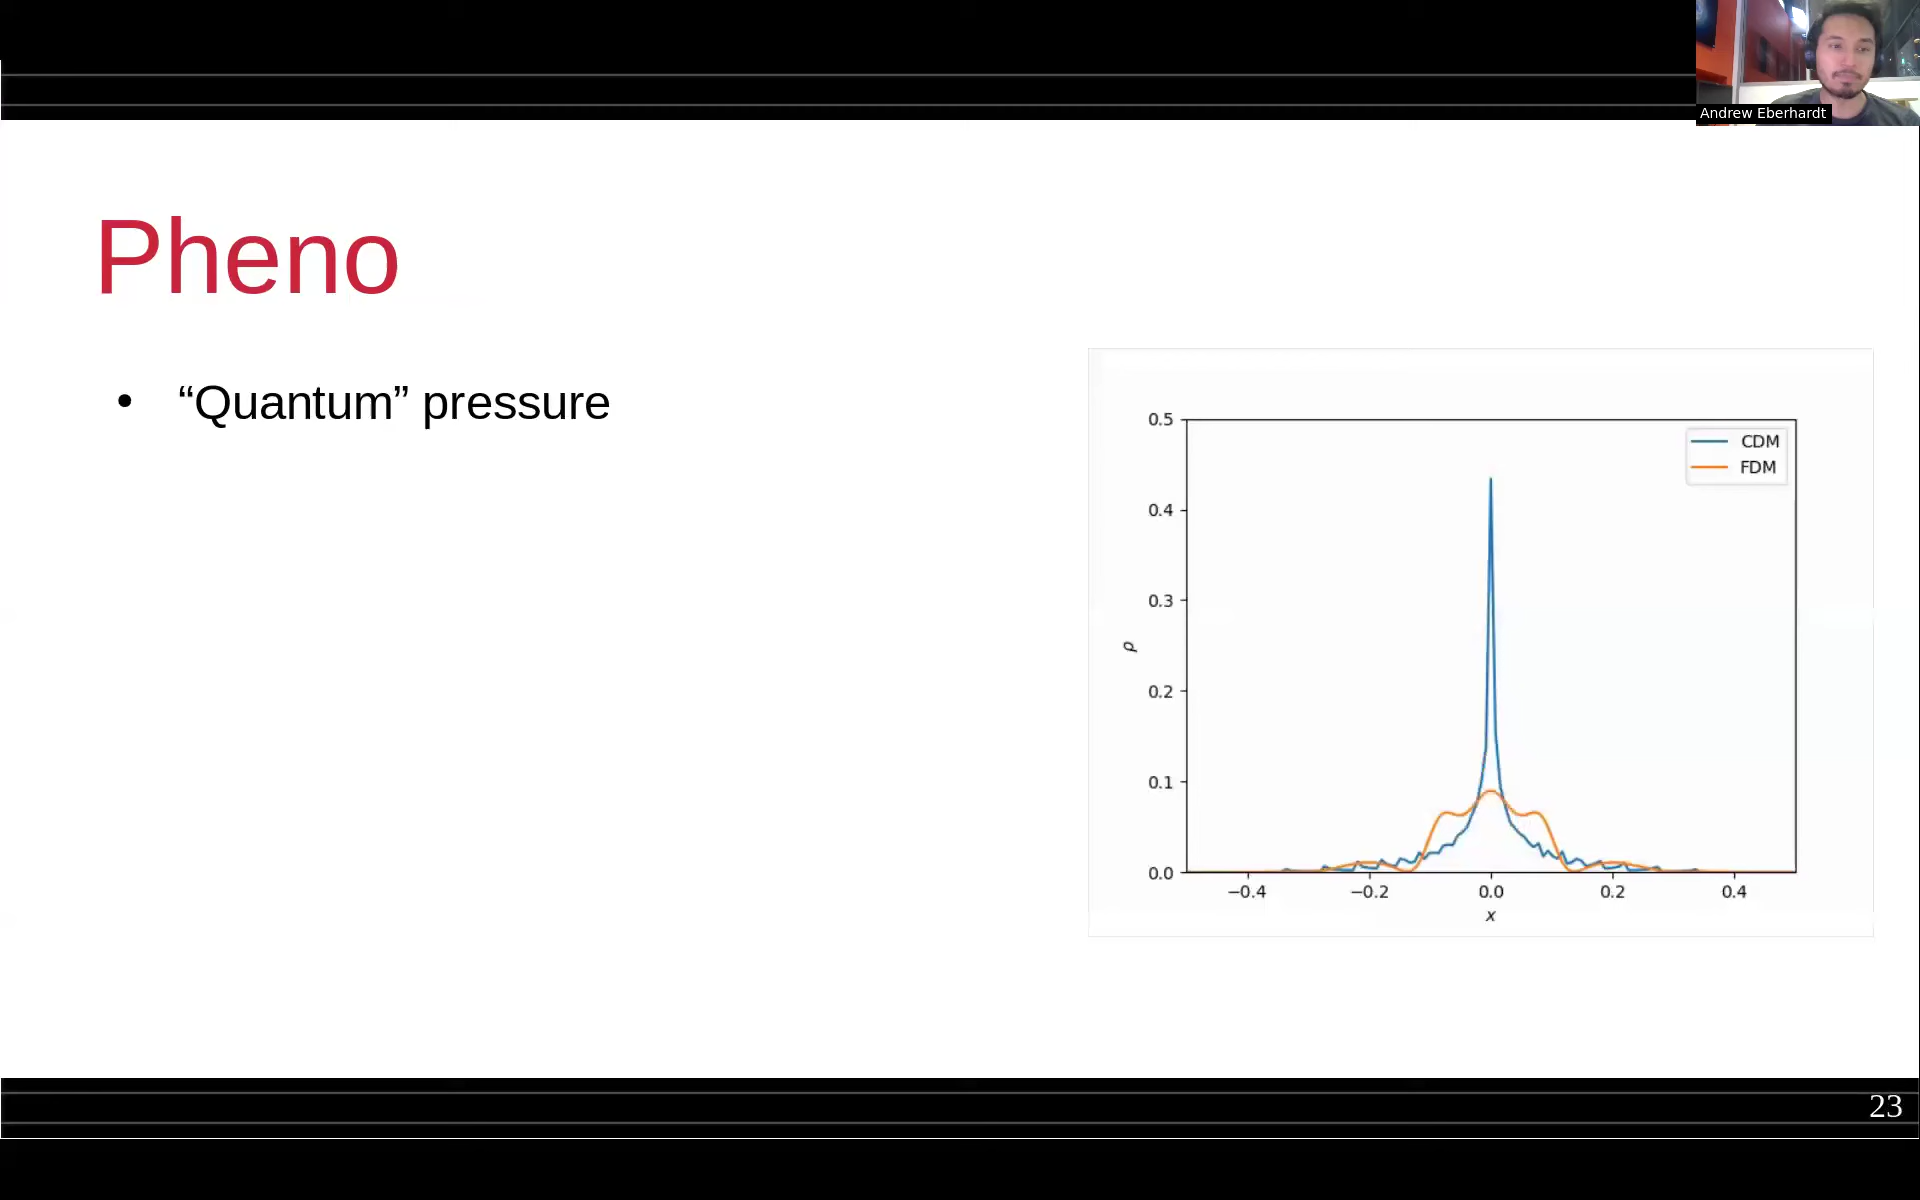 Andrew Eberhardt
Pheno
• “Quantum” pressure
CDM
FDM
0.5
0.4
0.3
0.2
0.1
0.0
ρ
−0.4 −0.2 0.0 0.2 0.4
x
23